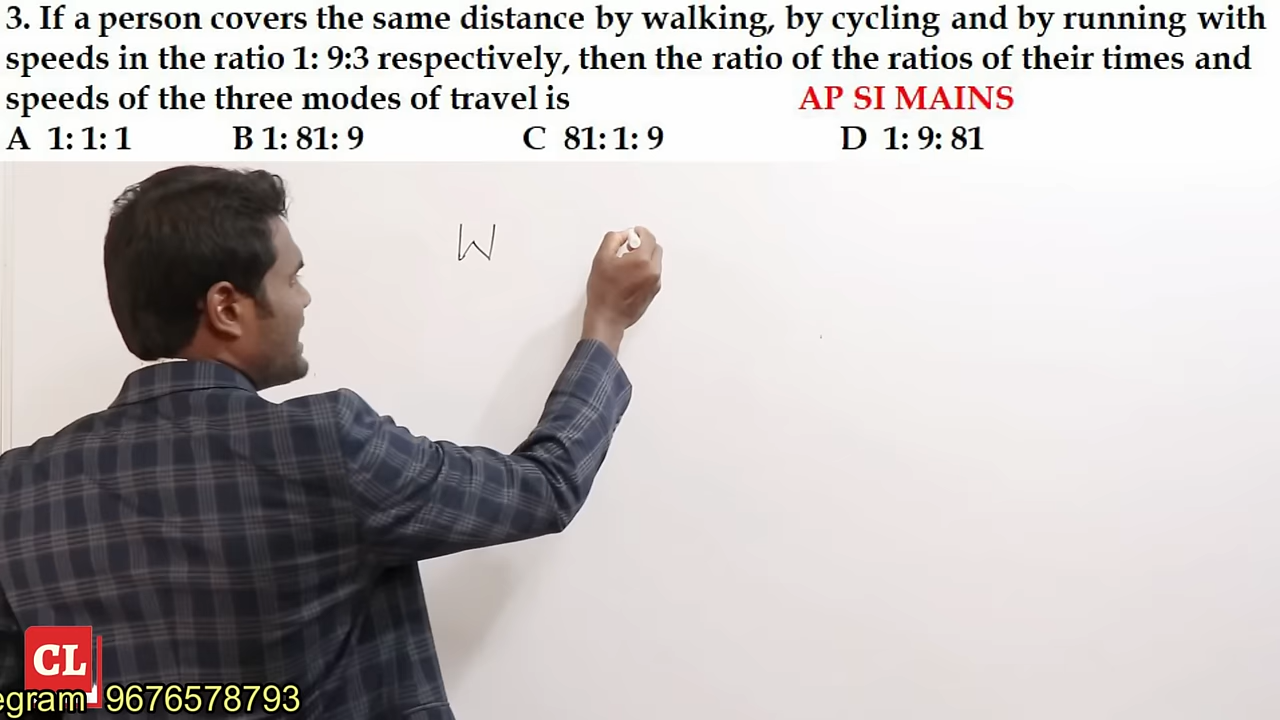 3. If a person covers the same distance by walking, by cycling and by running with
speeds in the ratio 1: 9:3 respectively, then the ratio of the ratios of their times and
speeds of the three modes of travel is AP SI MAINS
A 1: 1: 1 B 1: 81: 9 C 81: 1: 9 D 1: 9: 81
W
CL
egram 9676578793